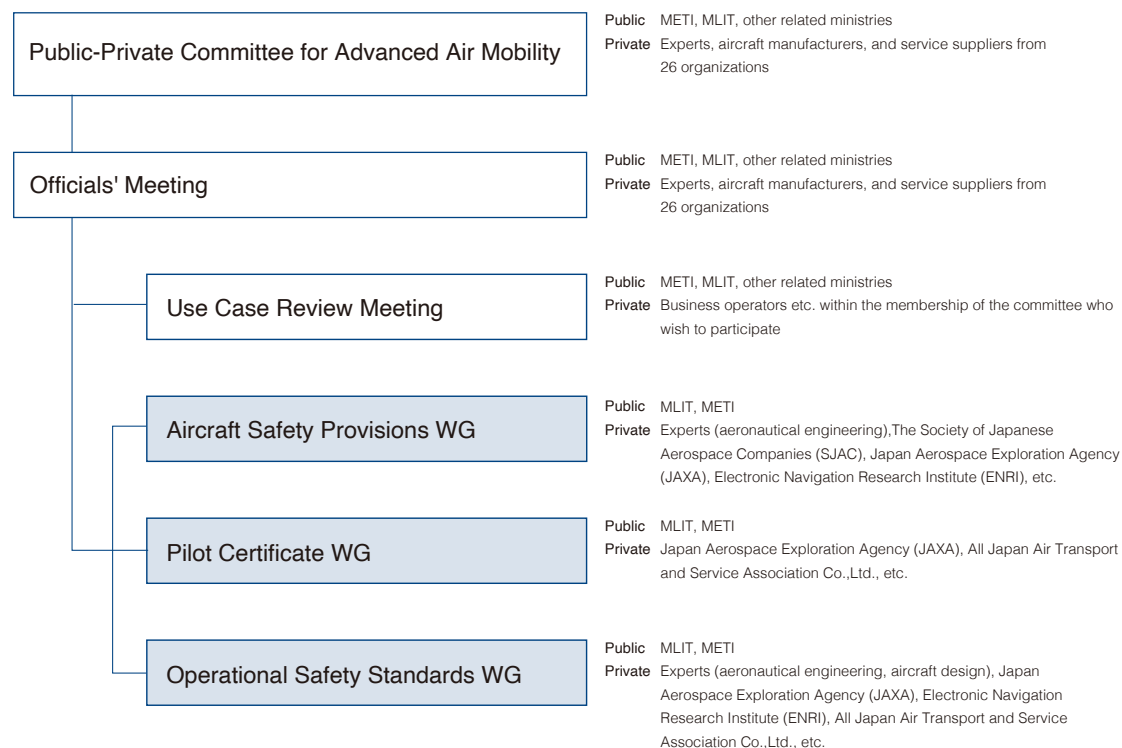 Public-Private Committee for Advanced Air Mobility
Public METI, MLIT, other related ministries
Private Experts, aircraft manufacturers, and service suppliers from
26 organizations
Officials' Meeting
Public METI, MLIT, other related ministries
Private Experts, aircraft manufacturers, and service suppliers from
26 organizations
Use Case Review Meeting
Public METI, MLIT, other related ministries
Private Business operators etc. within the membership of the committee who
wish to participate
Aircraft Safety Provisions WG
Public MLIT, METI
Private Experts (aeronautical engineering),The Society of Japanese
Aerospace Companies (SJAC), Japan Aerospace Exploration Agency
(JAXA), Electronic Navigation Research Institute (ENRI), etc.
Pilot Certificate WG
Public MLIT, METI
Private Japan Aerospace Exploration Agency (JAXA), All Japan Air Transport
and Service Association Co.,Ltd., etc.
Operational Safety Standards WG
Public MLIT, METI
Private Experts (aeronautical engineering, aircraft design), Japan
Aerospace Exploration Agency (JAXA), Electronic Navigation
Research Institute (ENRI), All Japan Air Transport and Service
Association Co.,Ltd., etc.